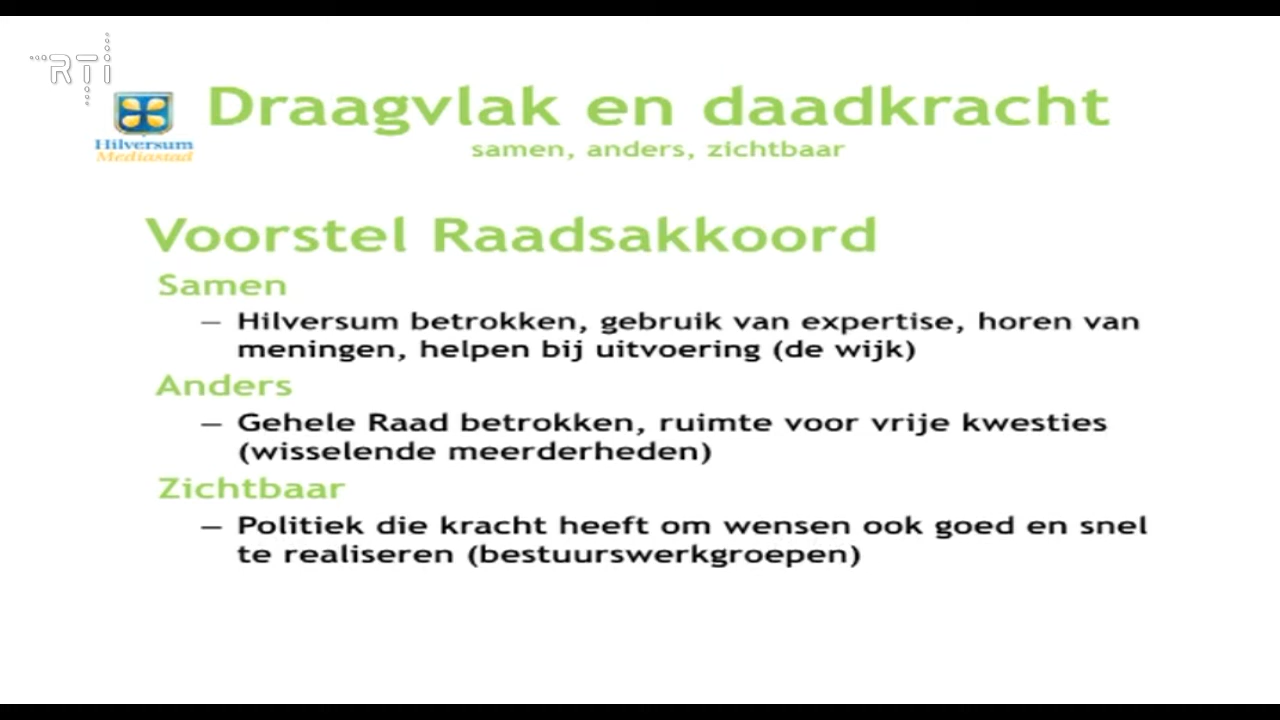 RTi
Hilversum
Mediastad
Draagvlak en daadkracht
samen, anders, zichtbaar
Voorstel Raadsakkoord
Samen
– Hilversum betrokken, gebruik van expertise, horen van
meningen, helpen bij uitvoering (de wijk)
Anders
– Gehele Raad betrokken, ruimte voor vrije kwesties
(wisselende meerderheden)
Zichtbaar
– Politiek die kracht heeft om wensen ook goed en snel
te realiseren (bestuurswerkgroepen)